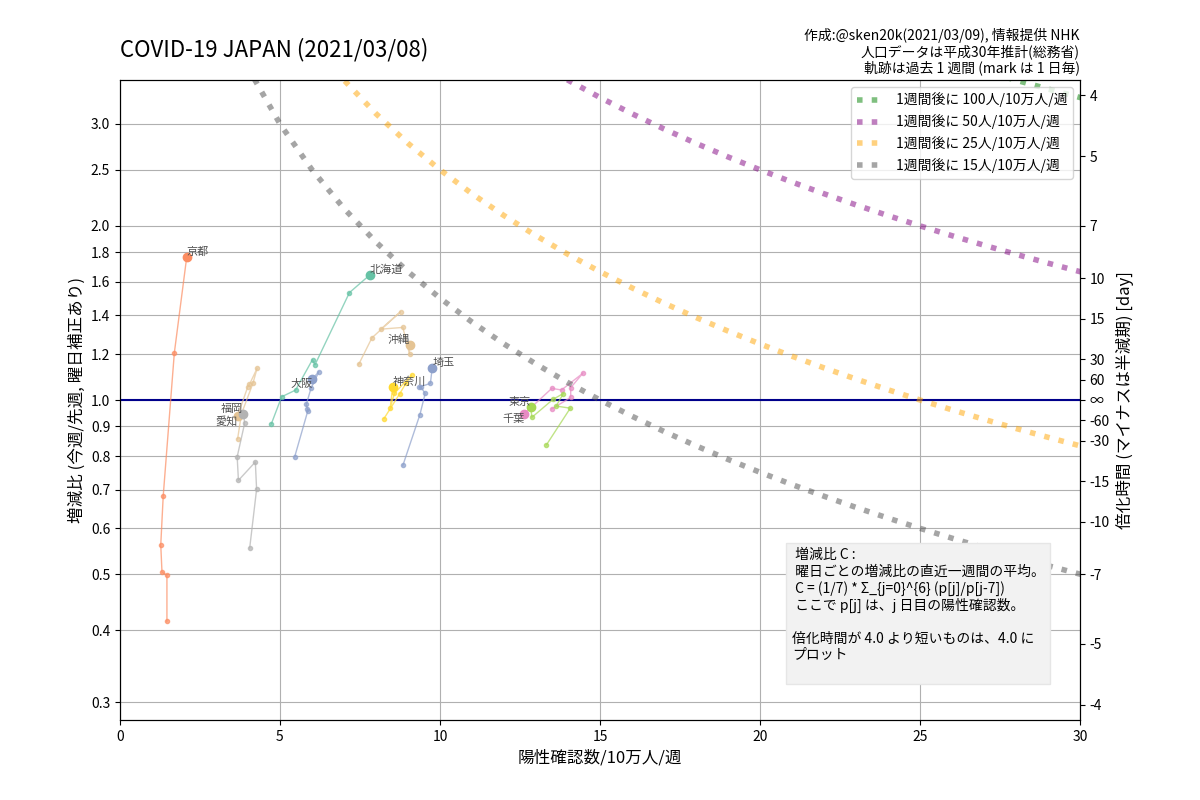 COVID-19 JAPAN (2021/03/08)
作成:@sken20k(2021/03/09), 情報提供 NHK
人口データは平成30年推計(総務省)
軌跡は過去 1 週間 (mark は 1 日毎)
1週間後に 100人/10万人/週
1週間後に 50人/10万人/週
1週間後に 25人/10万人/週
1週間後に 15人/10万人/週
増減比 (今週/先週, 曜日補正あり)
3.0
2.5
2.0
1.8
1.6
1.4
1.2
1.0
0.9
0.8
0.7
0.6
0.5
0.4
0.3
京都
北海道
沖縄
埼玉
大阪
神奈川
福岡
愛知
東京
千葉
4
5
7
10
15
30
60
∞
-60
-30
-15
-10
-7
-5
-4
倍化時間 (マイナスは半減期) [day]
増減比 C :
曜日ごとの増減比の直近一週間の平均。
C = (1/7) * Σ_{j=0}^{6} (p[j]/p[j-7])
ここで p[j] は、j 日目の陽性確認数。
倍化時間が 4.0 より短いものは、4.0 に
プロット
0
5
10
15
20
25
30
陽性確認数/10万人/週